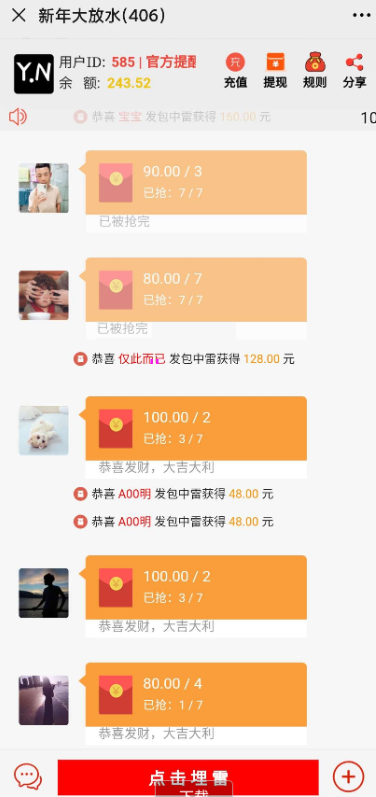 新年大放水(406)
用户ID: 585 | 官方提醒
余 额: 243.52
充值
提现
规则
分享
恭喜 宝宝 发包中雷获得 160.00 元
10
90.00 / 3
已抢: 7 / 7
已被抢完
80.00 / 7
已抢: 7 / 7
已被抢完
恭喜 仅此而已 发包中雷获得 128.00 元
100.00 / 2
已抢: 3 / 7
恭喜发财，大吉大利
恭喜 A00明 发包中雷获得 48.00 元
恭喜 A00明 发包中雷获得 48.00 元
100.00 / 2
已抢: 3 / 7
恭喜发财，大吉大利
80.00 / 4
已抢: 1 / 7
恭喜发财，大吉大利
点击埋雷
下载